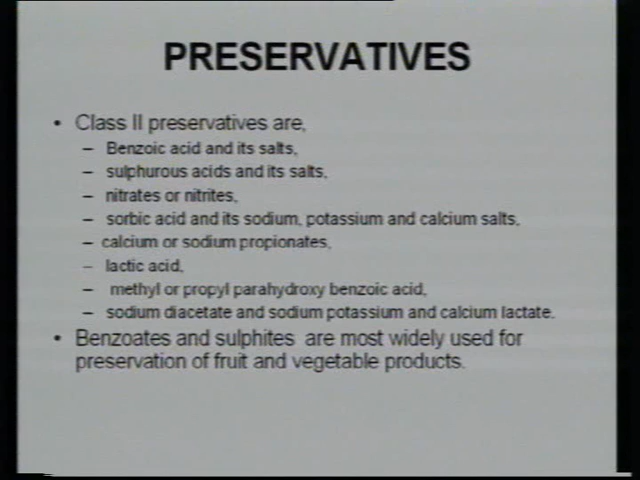 PRESERVATIVES
• Class II preservatives are,
– Benzoic acid and its salts,
– sulphurous acids and its salts,
– nitrates or nitrites,
– sorbic acid and its sodium, potassium and calcium salts,
– calcium or sodium propionates,
– lactic acid,
– methyl or propyl parahydroxy benzoic acid,
– sodium diacetate and sodium potassium and calcium lactate.
• Benzoates and sulphites are most widely used for
preservation of fruit and vegetable products.